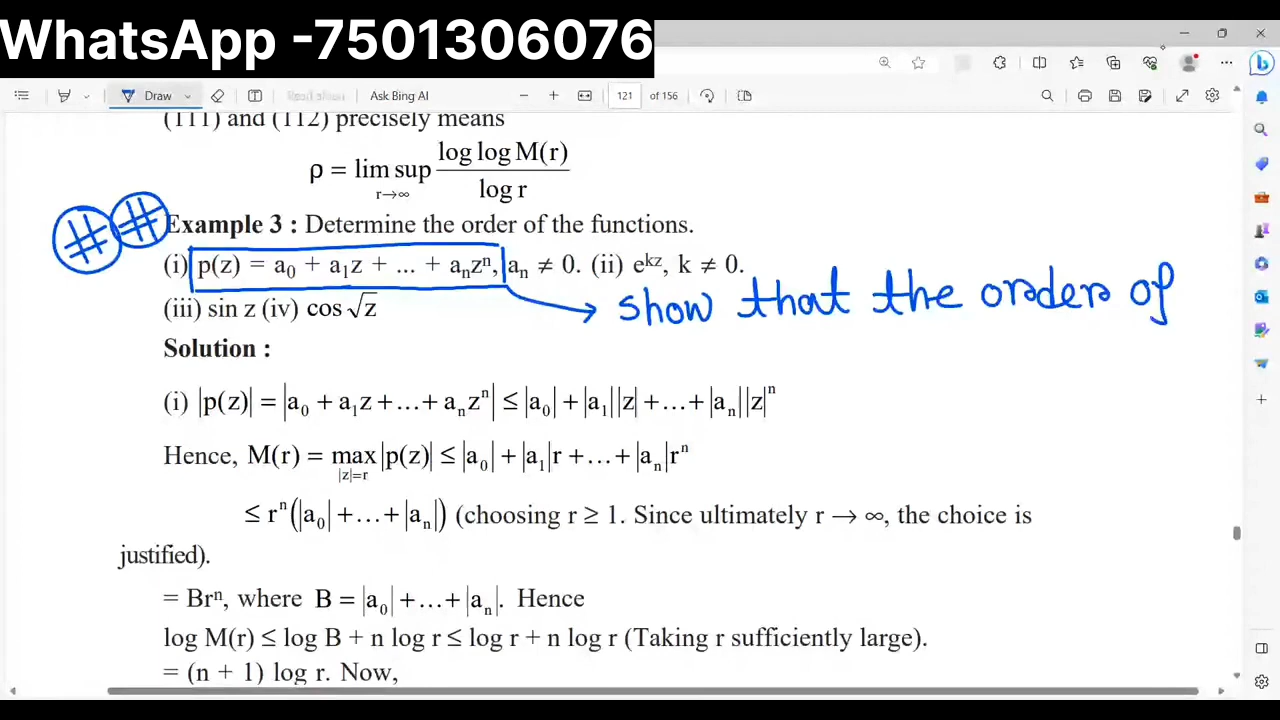 WhatsApp -7501306076
Draw
Read aloud
Ask Bing AI
121 of 156
(111) and (112) precisely means
ρ = lim sup r→∞ log log M(r) / log r
Example 3 : Determine the order of the functions.
(i) p(z) = a₀ + a₁z + ... + aₙzⁿ, aₙ ≠ 0. (ii) eᵏᶻ, k ≠ 0.
show that the order of
(iii) sin z (iv) cos √z
Solution :
(i) |p(z)| = |a₀ + a₁z + ... + aₙzⁿ| ≤ |a₀| + |a₁||z| + ... + |aₙ||z|ⁿ
Hence, M(r) = max |z|=r |p(z)| ≤ |a₀| + |a₁|r + ... + |aₙ|rⁿ
≤ rⁿ(|a₀| + ... + |aₙ|) (choosing r ≥ 1. Since ultimately r → ∞, the choice is
justified).
= Brⁿ, where B = |a₀| + ... + |aₙ|. Hence
log M(r) ≤ log B + n log r ≤ log r + n log r (Taking r sufficiently large).
= (n + 1) log r. Now,